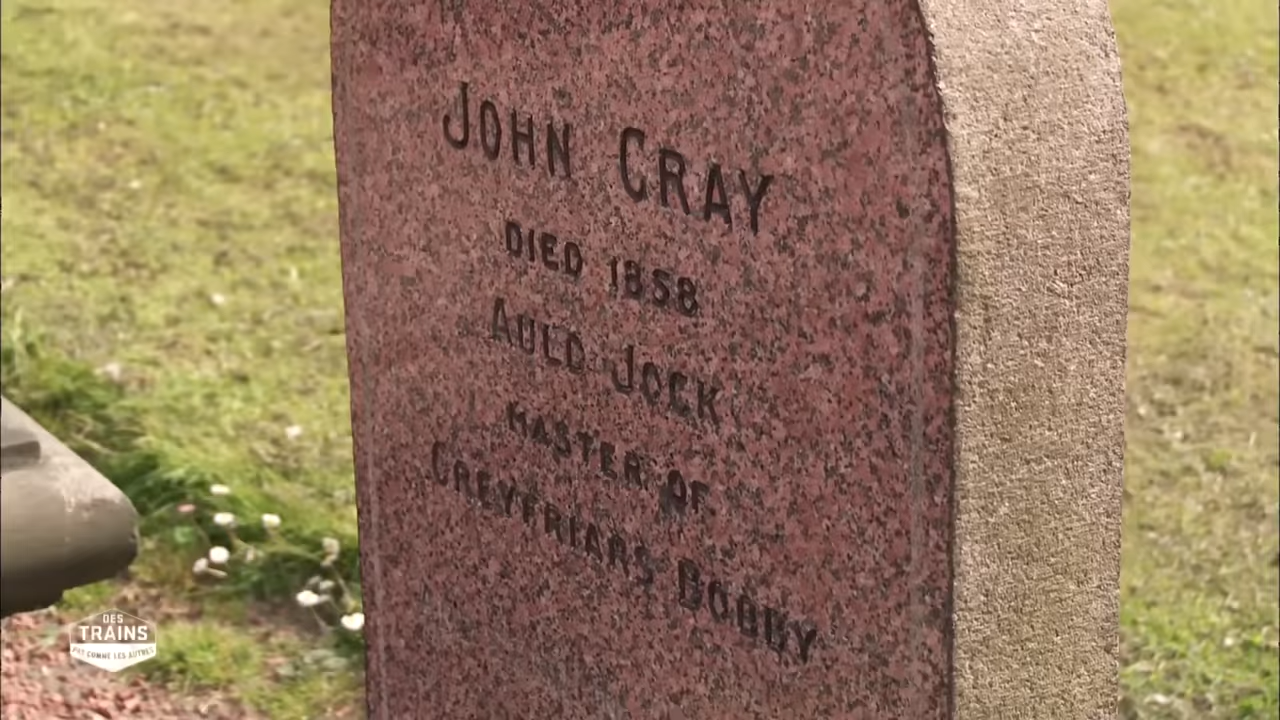 JOHN GRAY
DIED 1858
AULD JOCK
MASTER OF
GREYFRIARS BOBBY
DES
TRAINS
PAS COMME LES AUTRES